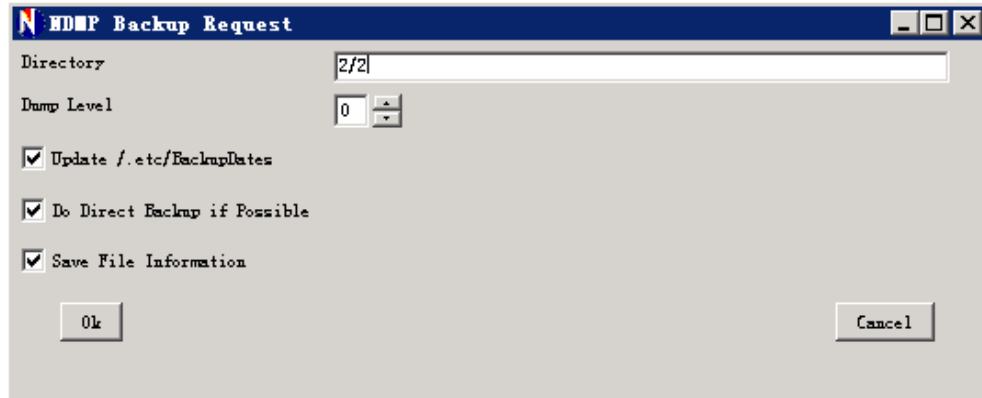 NDMP Backup Request
Directory 2/2
Dump Level 0
Update /.etc/BackupDates
Do Direct Backup if Possible
Save File Information
Ok Cancel